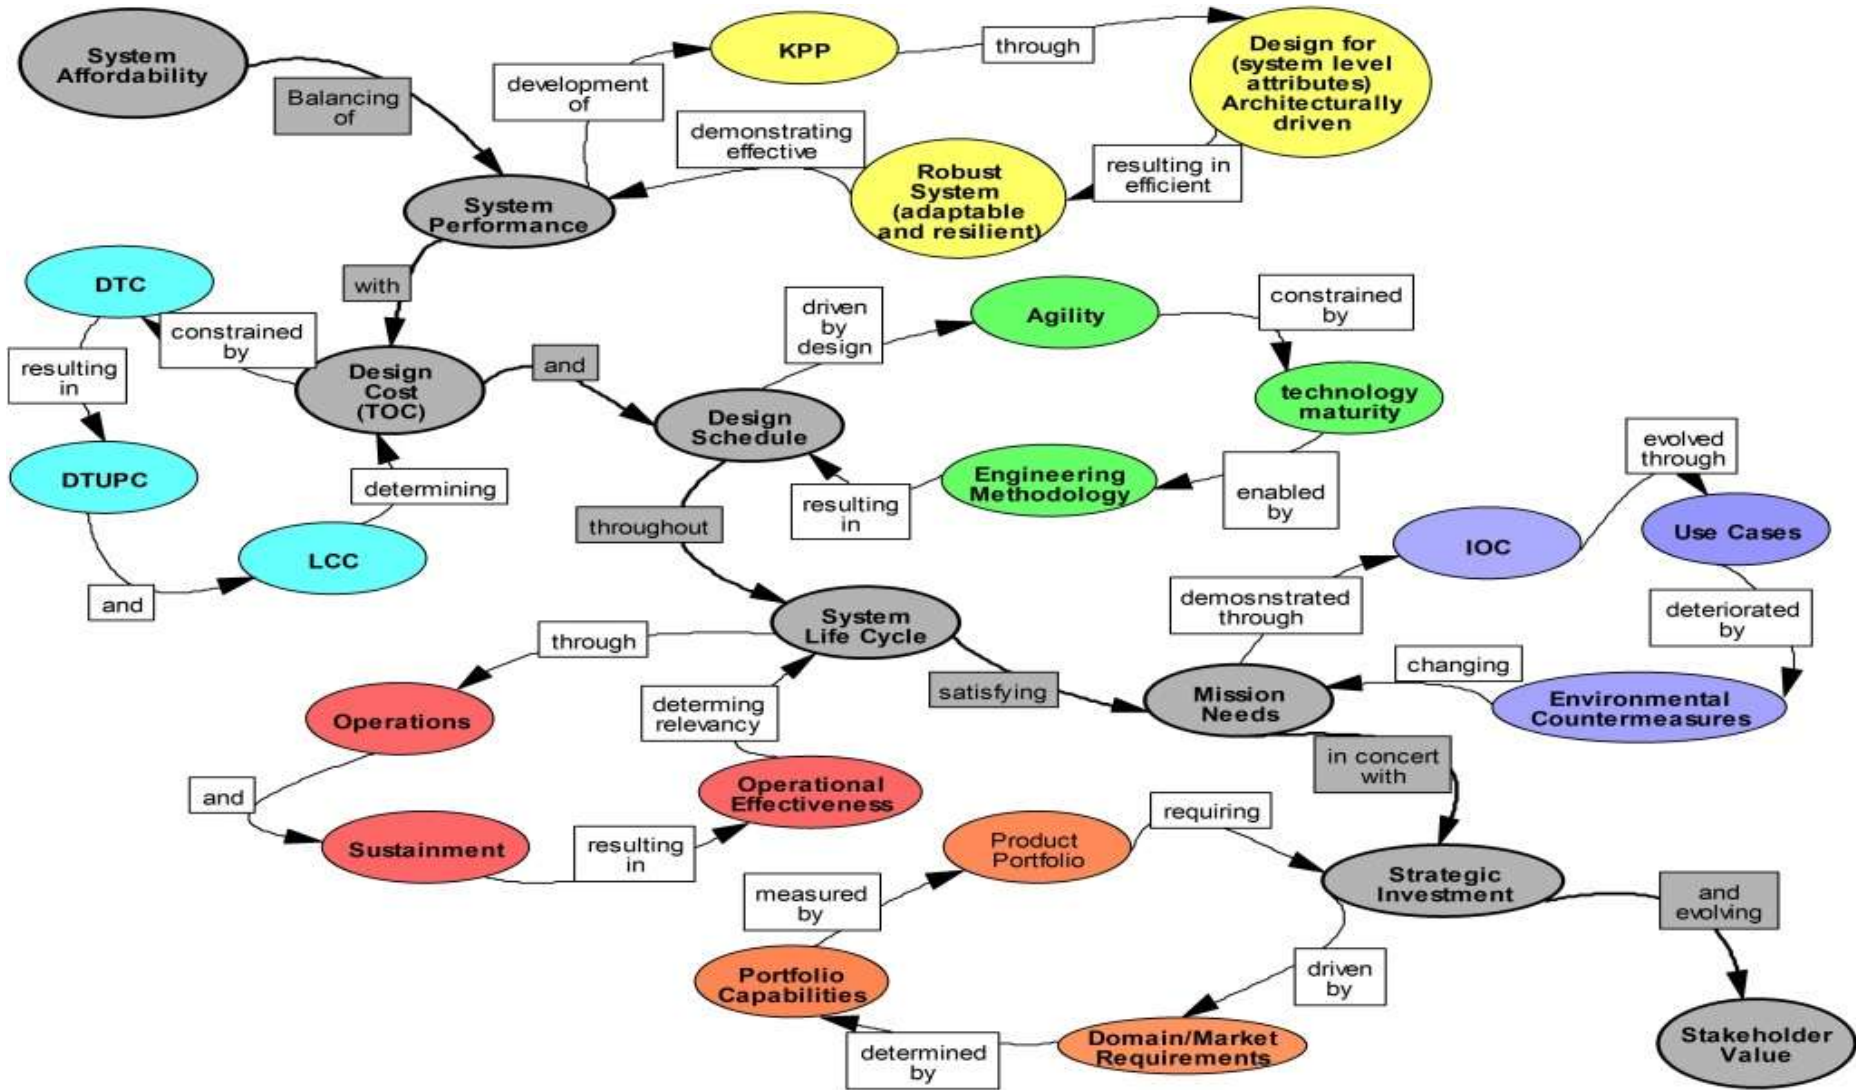 System
Affordability
Balancing
of
development
of
KPP
through
Design for
(system level
attributes)
Architecturally
driven
demonstrating
effective
resulting in
efficient
Robust
System
(adaptable
and resilient)
System
Performance
with
DTC
constrained
by
resulting
in
DTUPC
and
LCC
determining
Design
Cost
(TOC)
and
Design
Schedule
driven
by
design
Agility
constrained
by
technology
maturity
enabled
by
Engineering
Methodology
resulting
in
throughout
System
Life Cycle
through
Operations
and
Sustainment
resulting
in
Operational
Effectiveness
determing
relevancy
satisfying
Mission
Needs
demosnstrated
through
IOC
evolved
through
Use Cases
deteriorated
by
Environmental
Countermeasures
changing
in concert
with
Strategic
Investment
driven
by
Domain/Market
Requirements
determined
by
Portfolio
Capabilities
measured
by
Product
Portfolio
requiring
and
evolving
Stakeholder
Value